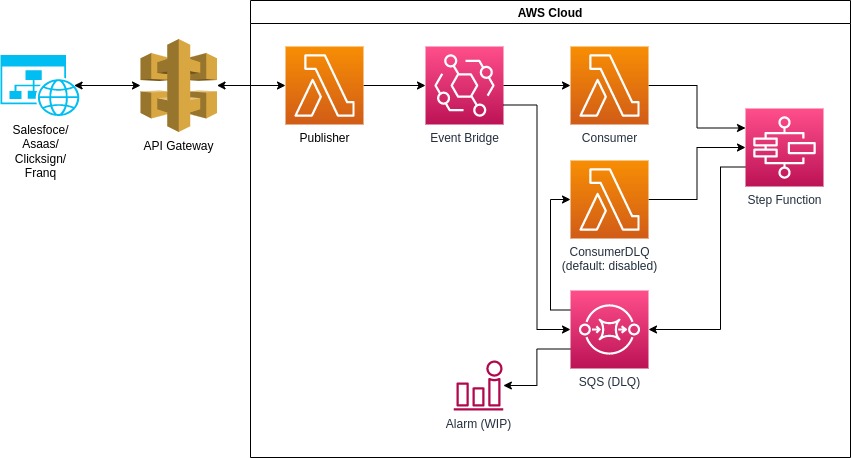 AWS Cloud
Salesfoce/
Asaas/
Clicksign/
Franq
API Gateway
Publisher
Event Bridge
Consumer
Step Function
ConsumerDLQ
(default: disabled)
SQS (DLQ)
Alarm (WIP)